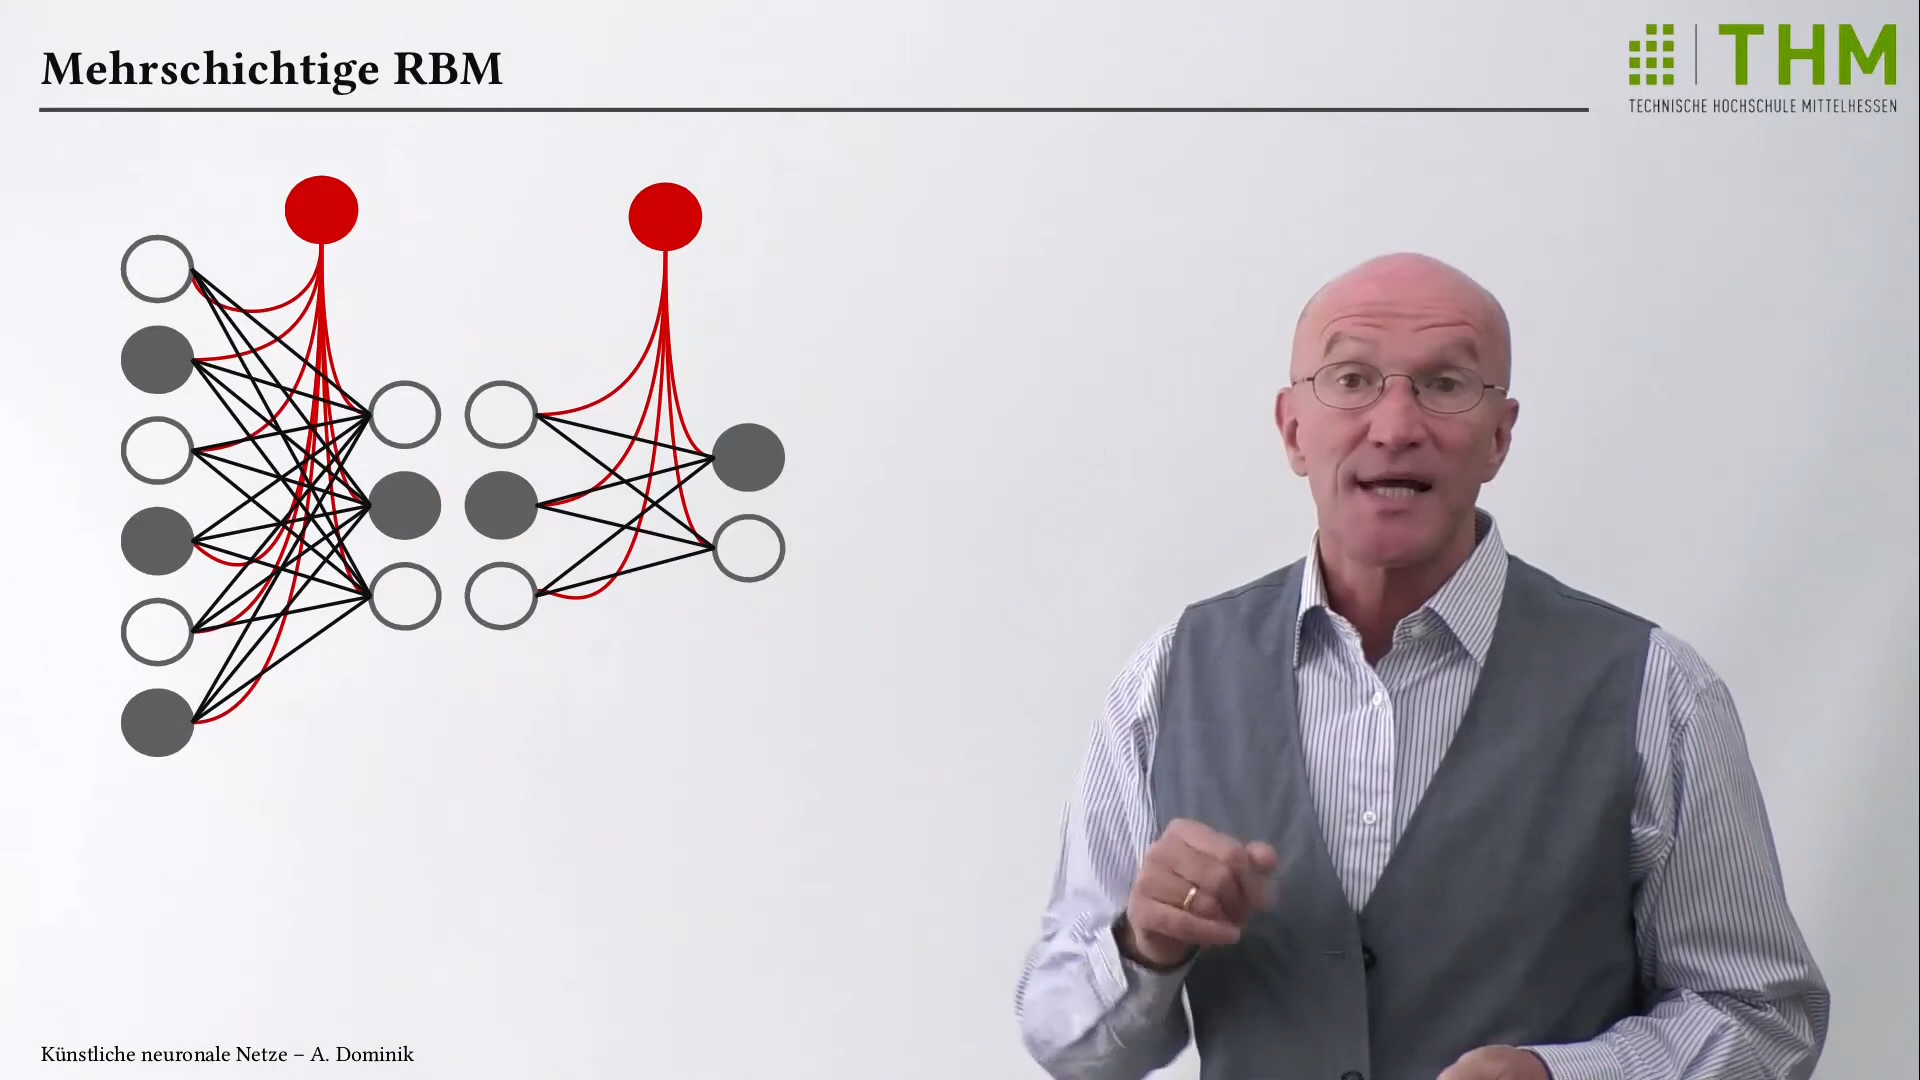 Mehrschichtige RBM
THM
TECHNISCHE HOCHSCHULE MITTELHESSEN
Künstliche neuronale Netze – A. Dominik